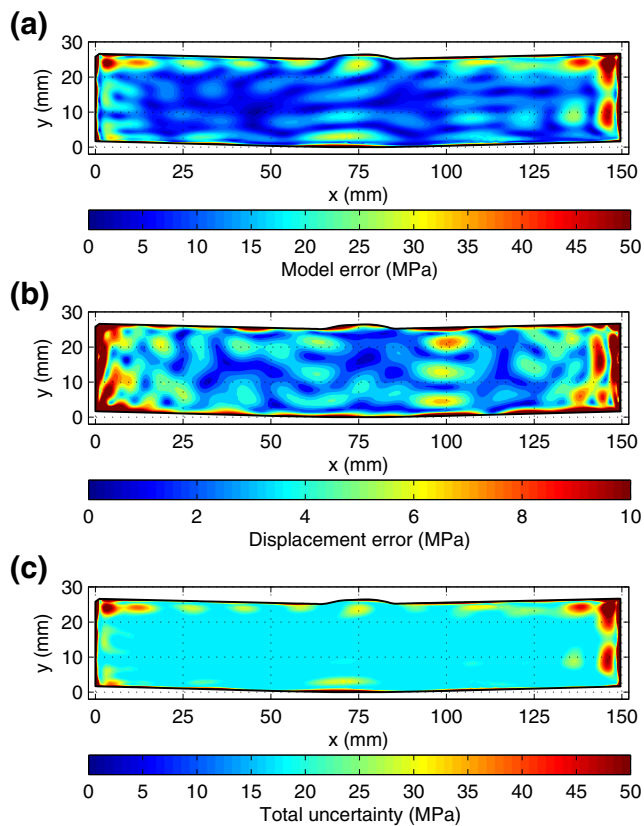 (a)
30
20
10
0
y (mm)
0 25 50 75 100 125 150
x (mm)
0 5 10 15 20 25 30 35 40 45 50
Model error (MPa)
(b)
30
20
10
0
y (mm)
0 25 50 75 100 125 150
x (mm)
0 2 4 6 8 10
Displacement error (MPa)
(c)
30
20
10
0
y (mm)
0 25 50 75 100 125 150
x (mm)
0 5 10 15 20 25 30 35 40 45 50
Total uncertainty (MPa)